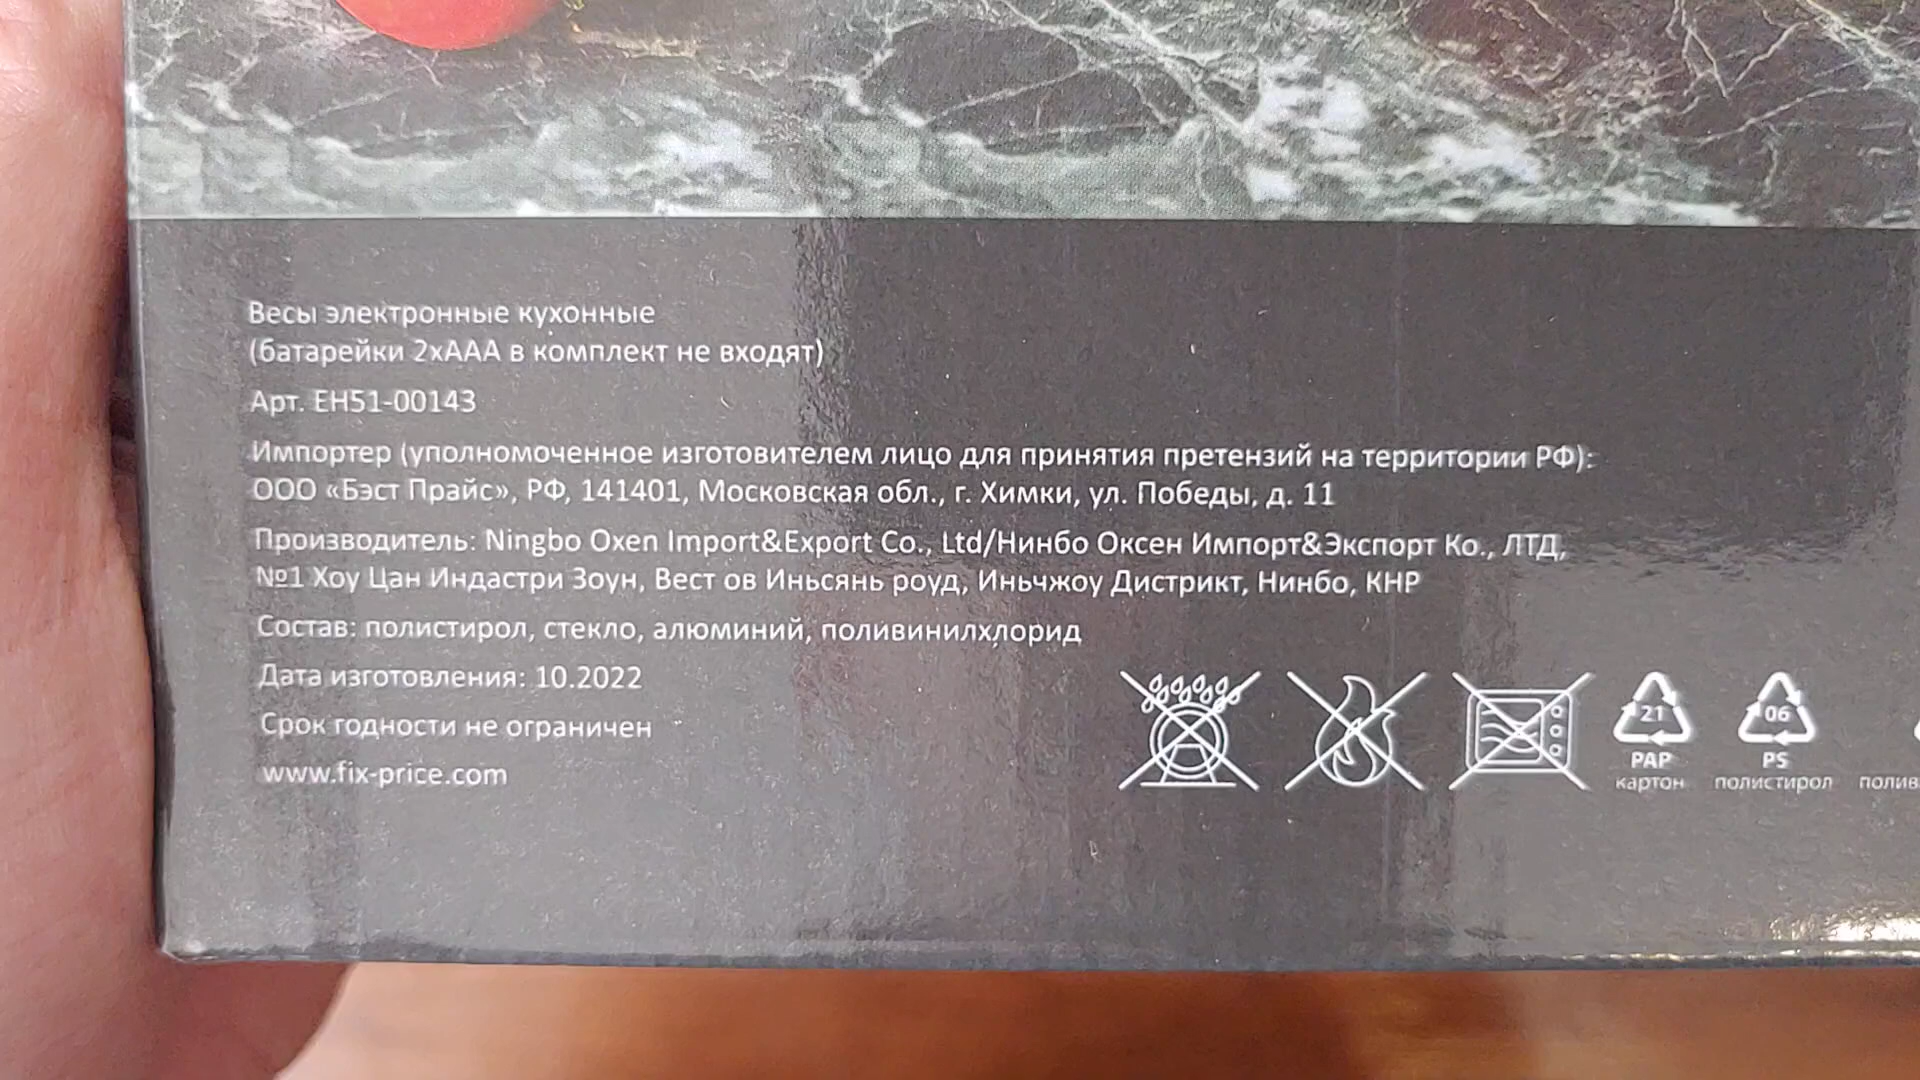 Весы электронные кухонные
(батарейки 2xAAA в комплект не входят)
Арт. EH51-00143
Импортер (уполномоченное изготовителем лицо для принятия претензий на территории РФ):
ООО «Бэст Прайс», РФ, 141401, Московская обл., г. Химки, ул. Победы, д. 11
Производитель: Ningbo Oxen Import&Export Co., Ltd/Нинбо Оксен Импорт&Экспорт Ко., ЛТД,
№1 Хоу Цан Индастри Зоун, Вест ов Иньсянь роуд, Иньчжоу Дистрикт, Нинбо, КНР
Состав: полистирол, стекло, алюминий, поливинилхлорид
Дата изготовления: 10.2022
Срок годности не ограничен
www.fix-price.com
21 06
PAP PS
картон полистирол